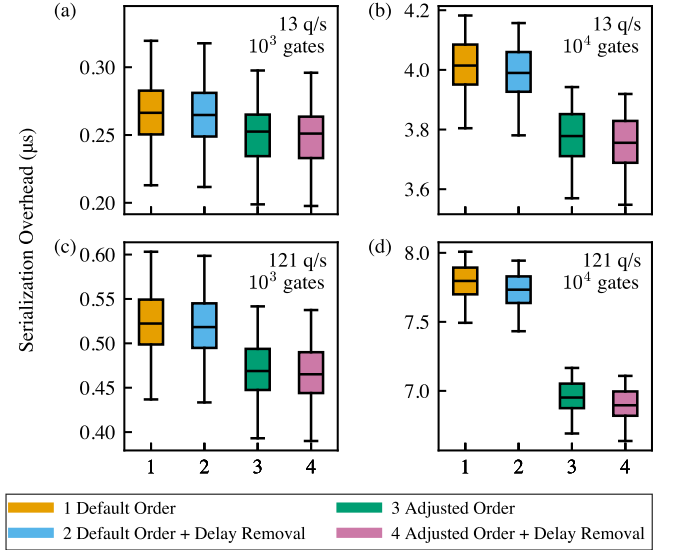 (a)
13 q/s
10³ gates
0.30
0.25
0.20
(b)
13 q/s
10⁴ gates
4.2
4.0
3.8
3.6
Serialization Overhead (μs)
(c)
121 q/s
10³ gates
0.60
0.55
0.50
0.45
0.40
1 2 3 4
(d)
121 q/s
10⁴ gates
8.0
7.5
7.0
1 2 3 4
1 Default Order
2 Default Order + Delay Removal
3 Adjusted Order
4 Adjusted Order + Delay Removal